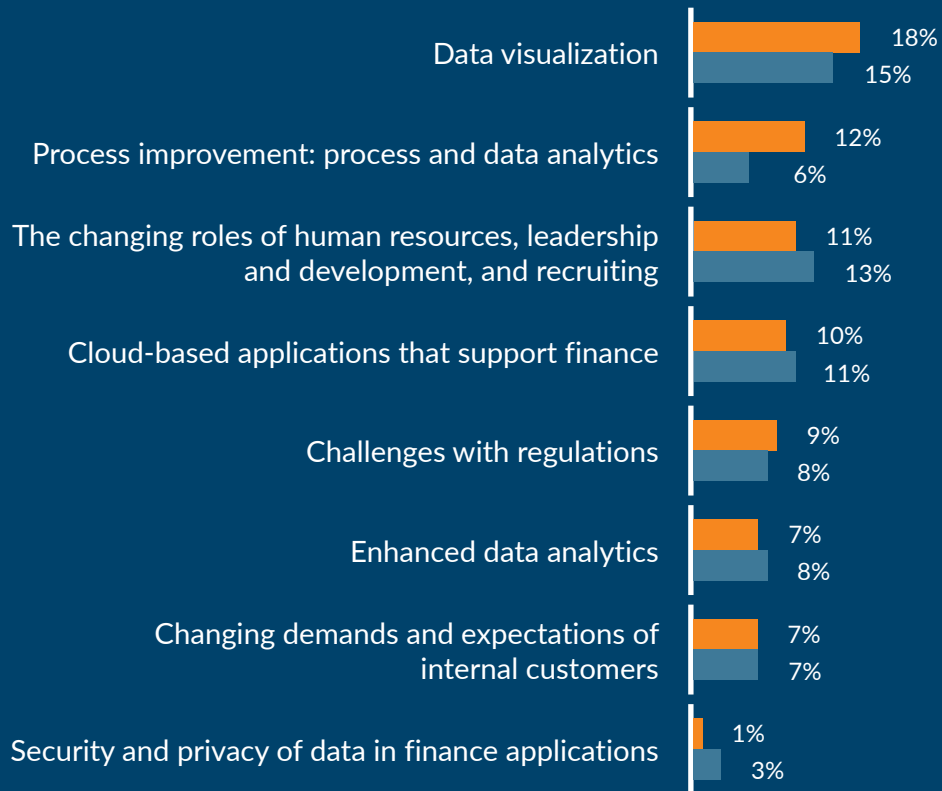 Data visualization
18%
15%
Process improvement: process and data analytics
12%
6%
The changing roles of human resources, leadership
and development, and recruiting
11%
13%
Cloud-based applications that support finance
10%
11%
Challenges with regulations
9%
8%
Enhanced data analytics
7%
8%
Changing demands and expectations of
internal customers
7%
7%
Security and privacy of data in finance applications
1%
3%